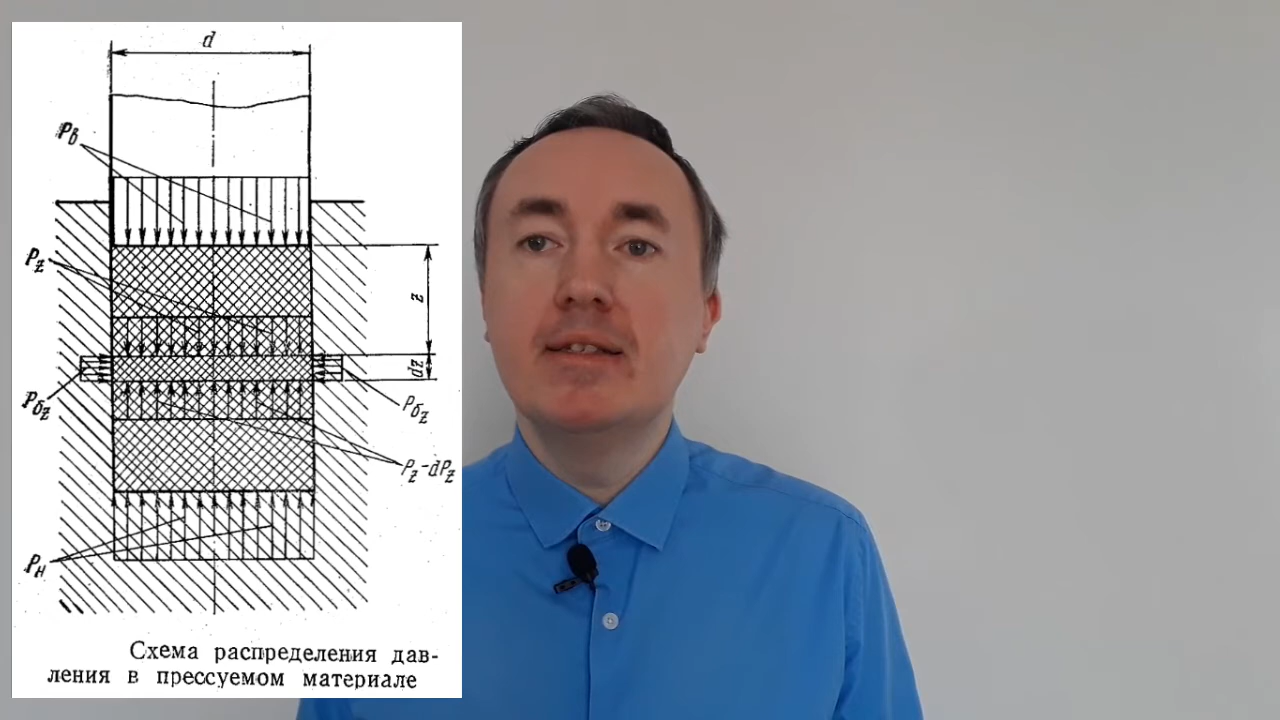 d
Pв
Pz
z
dz
Pбz
Pбz
Pz-dPz
Pн
Схема распределения дав-
ления в прессуемом материале